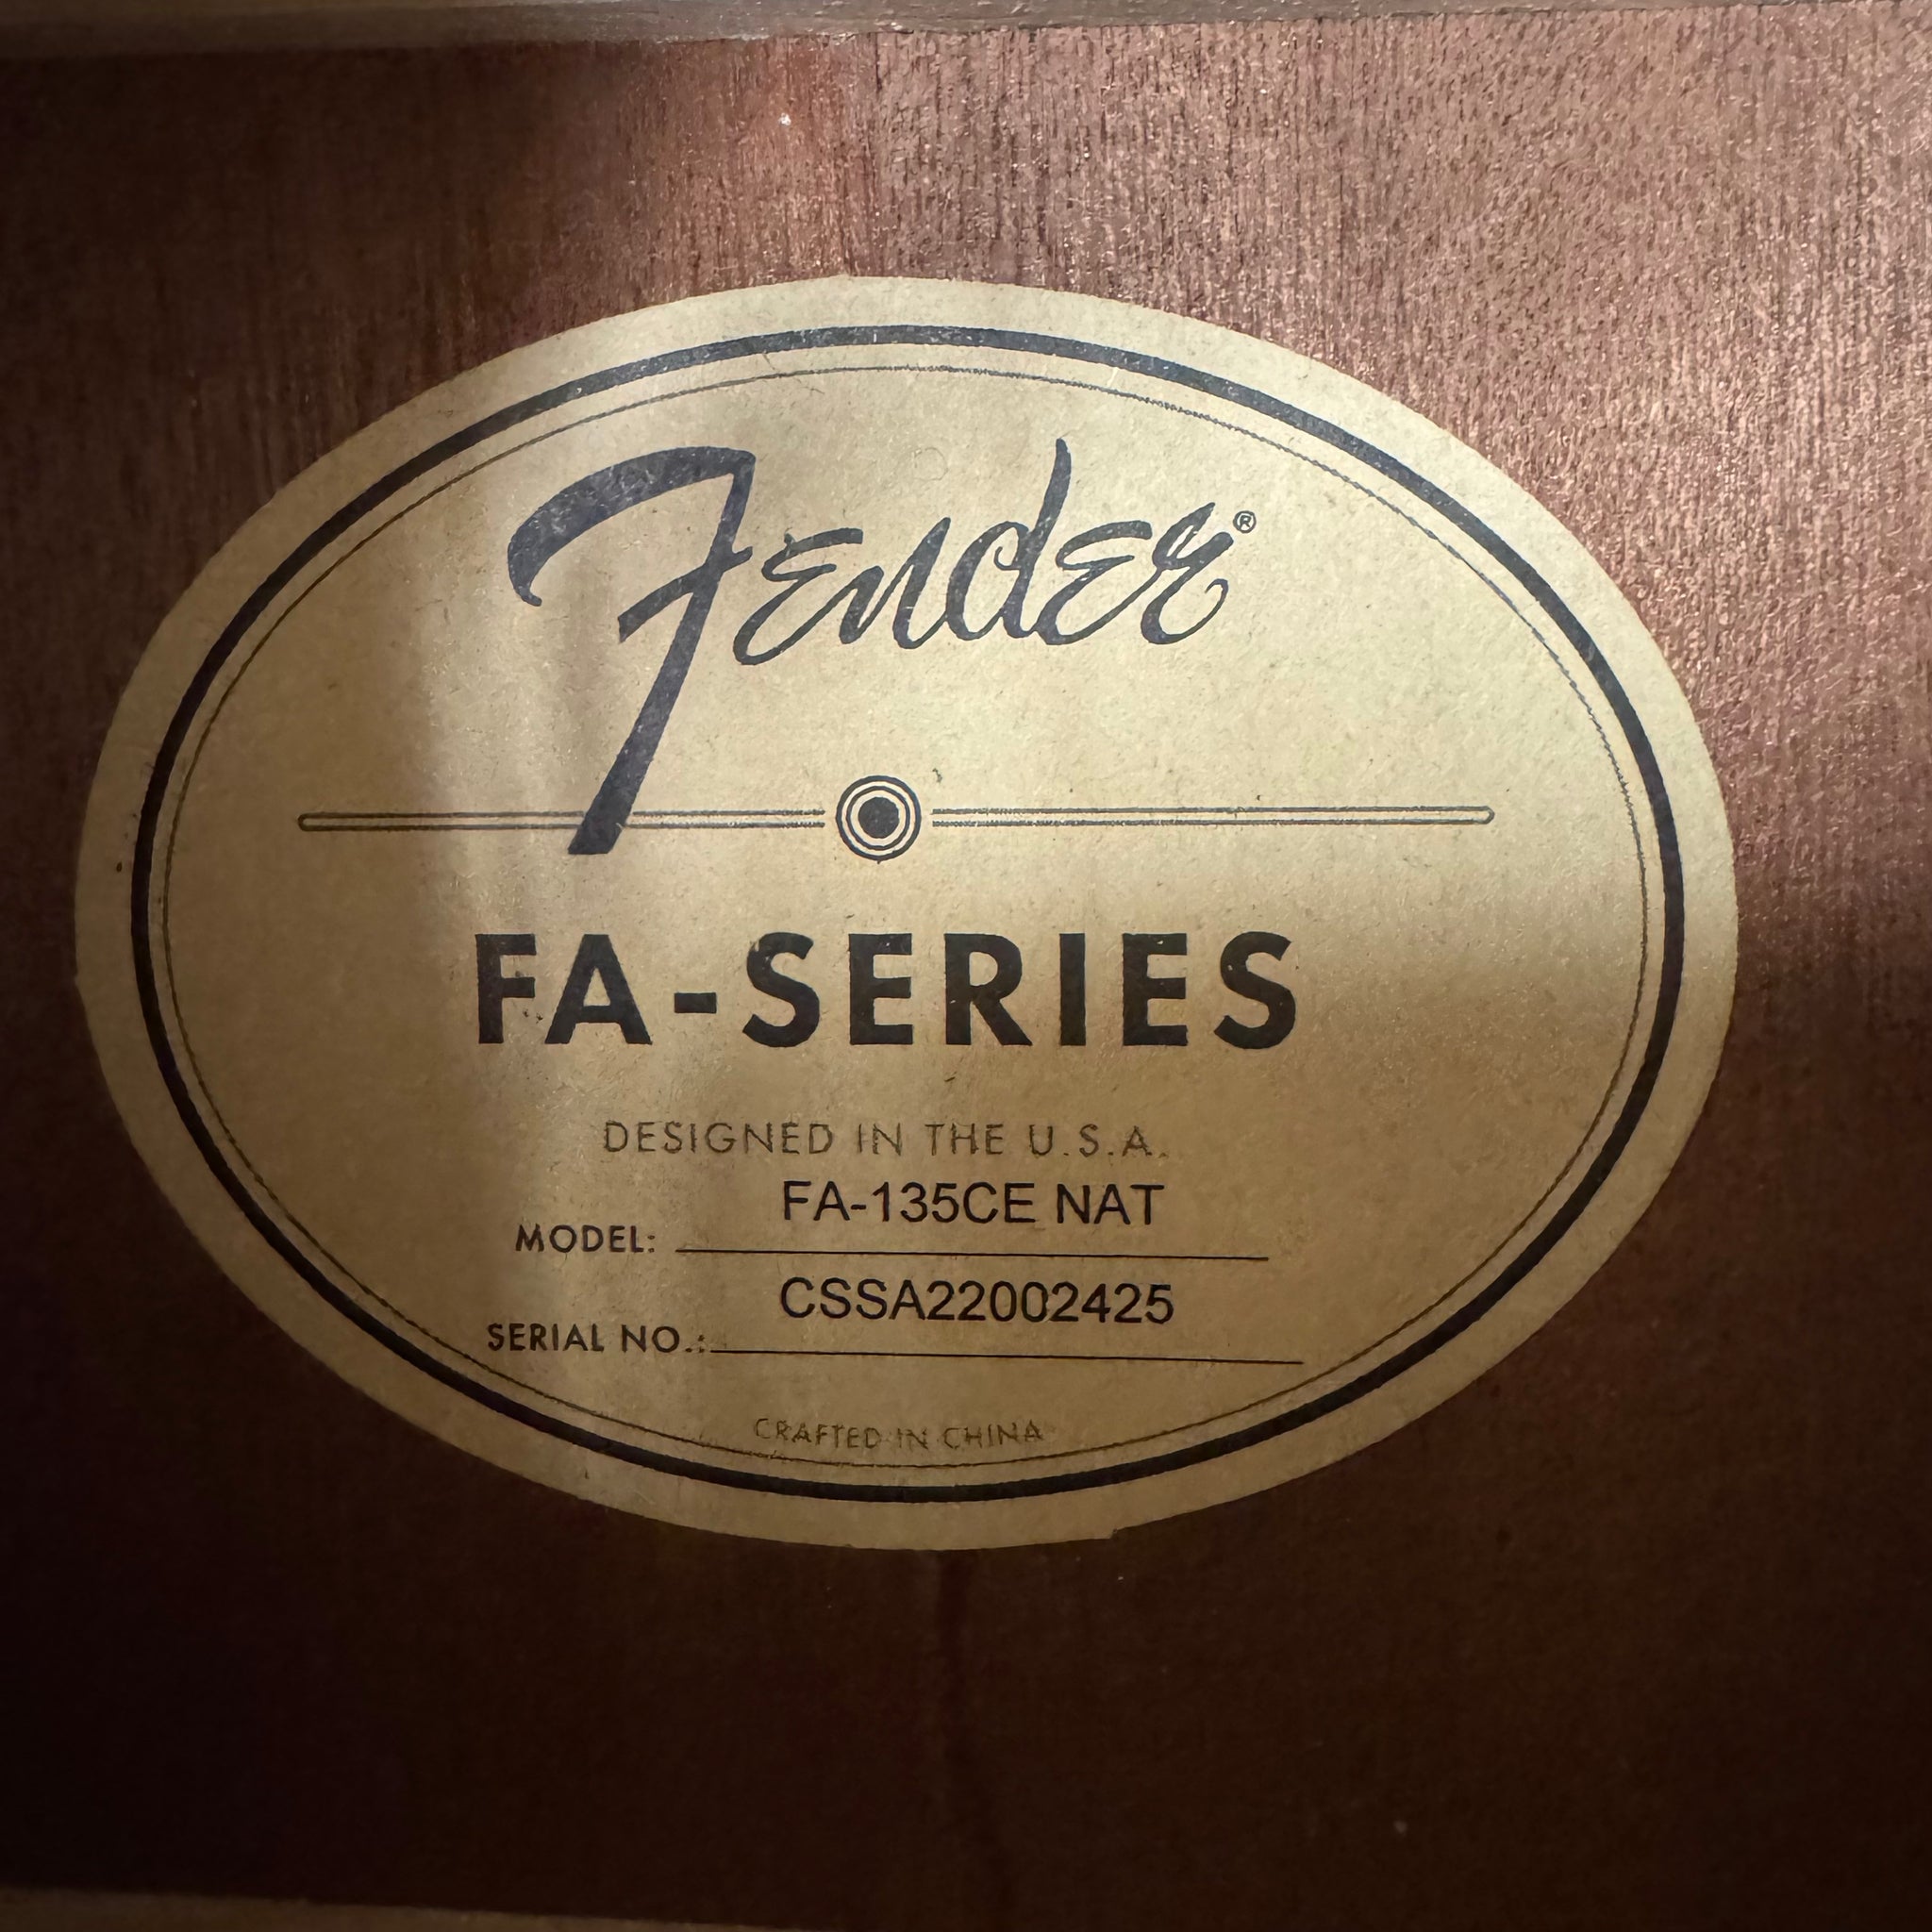 Fender®
FA-SERIES
DESIGNED IN THE U.S.A.
MODEL: FA-135CE NAT
SERIAL NO.: CSSA22002425
CRAFTED IN CHINA